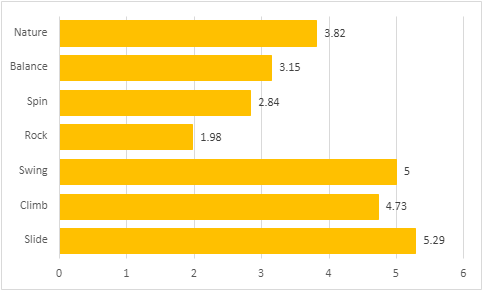 Nature 3.82
Balance 3.15
Spin 2.84
Rock 1.98
Swing 5
Climb 4.73
Slide 5.29
0 1 2 3 4 5 6